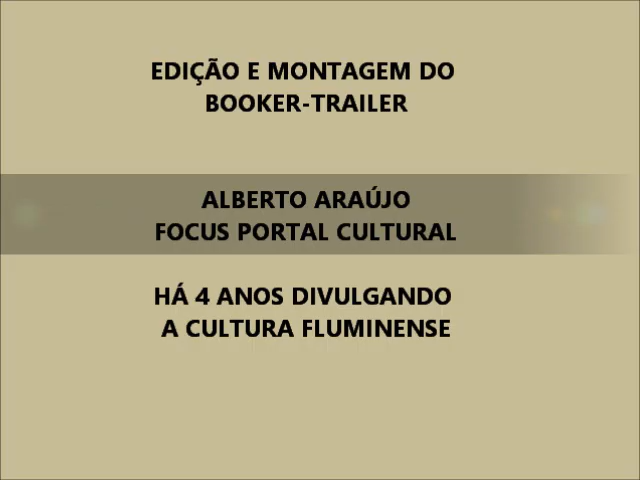 EDIÇÃO E MONTAGEM DO
BOOKER-TRAILER
ALBERTO ARAÚJO
FOCUS PORTAL CULTURAL
HÁ 4 ANOS DIVULGANDO
A CULTURA FLUMINENSE